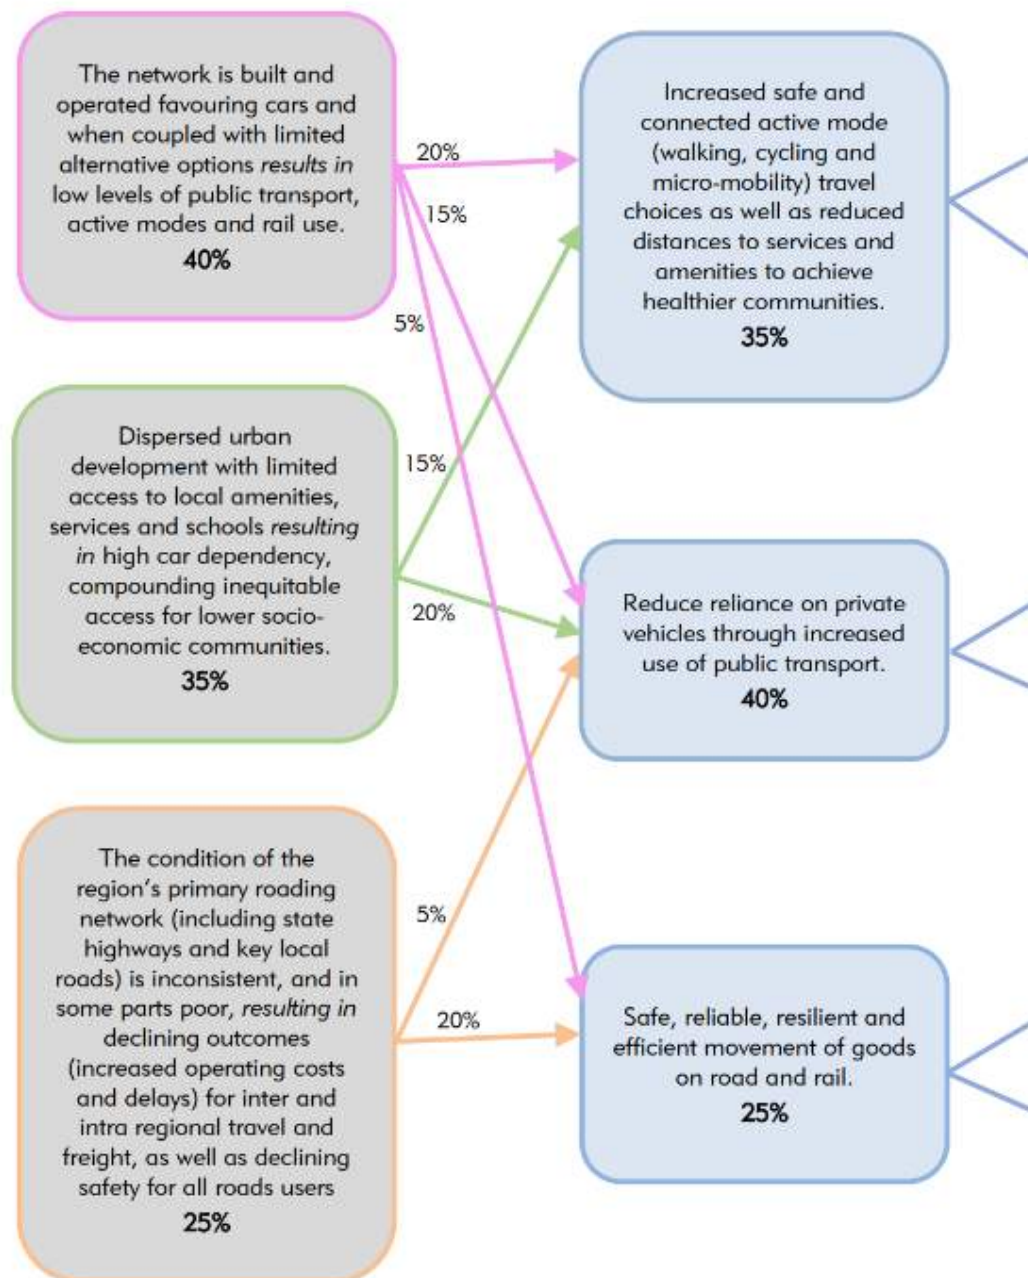 The network is built and
operated favouring cars and
when coupled with limited
alternative options results in
low levels of public transport,
active modes and rail use.
40%
Dispersed urban
development with limited
access to local amenities,
services and schools resulting
in high car dependency,
compounding inequitable
access for lower socio-
economic communities.
35%
The condition of the
region's primary roading
network (including state
highways and key local
roads) is inconsistent, and in
some parts poor, resulting in
declining outcomes
(increased operating costs
and delays) for inter and
intra regional travel and
freight, as well as declining
safety for all roads users
25%
20%
15%
5%
15%
20%
5%
20%
Increased safe and
connected active mode
(walking, cycling and
micro-mobility) travel
choices as well as reduced
distances to services and
amenities to achieve
healthier communities.
35%
Reduce reliance on private
vehicles through increased
use of public transport.
40%
Safe, reliable, resilient and
efficient movement of goods
on road and rail.
25%